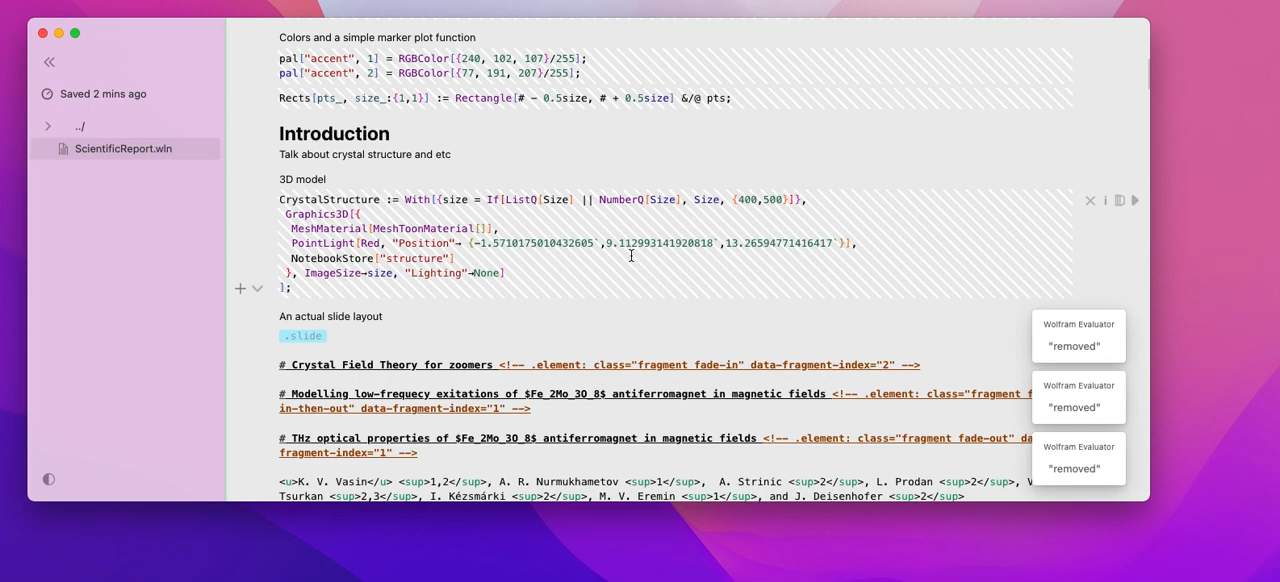 Colors and a simple marker plot function
pal["accent", 1] = RGBColor[{240, 102, 107}/255];
pal["accent", 2] = RGBColor[{77, 191, 207}/255];
Rects[pts_, size_:{1,1}] := Rectangle[# - 0.5size, # + 0.5size] &/@ pts;
Saved 2 mins ago
../
ScientificReport.wln
Introduction
Talk about crystal structure and etc
3D model
CrystalStructure := With[{size = If[ListQ[Size] || NumberQ[Size], Size, {400,500}]},
Graphics3D[{
MeshMaterial[MeshToonMaterial[]],
PointLight[Red, "Position"→ {-1.5710175010432605`,9.112993141920818`,13.26594771416417`}],
NotebookStore["structure"]
}, ImageSize→size, "Lighting"→None]
];
An actual slide layout
.slide
# Crystal Field Theory for zoomers <!-- .element: class="fragment fade-in" data-fragment-index="2" -->
# Modelling low-frequecy exitations of $Fe_2Mo_3O_8$ antiferromagnet in magnetic fields <!-- .element: class="fragment f
in-then-out" data-fragment-index="1" -->
# THz optical properties of $Fe_2Mo_3O_8$ antiferromagnet in magnetic fields <!-- .element: class="fragment fade-out" da
fragment-index="1" -->
<u>K. V. Vasin</u> <sup>1,2</sup>, A. R. Nurmukhametov <sup>1</sup>, A. Strinic <sup>2</sup>, L. Prodan <sup>2</sup>, V
Tsurkan <sup>2,3</sup>, I. Kézsmárki <sup>2</sup>, M. V. Eremin <sup>1</sup>, and J. Deisenhofer <sup>2</sup>
Wolfram Evaluator
"removed"
Wolfram Evaluator
"removed"
Wolfram Evaluator
"removed"